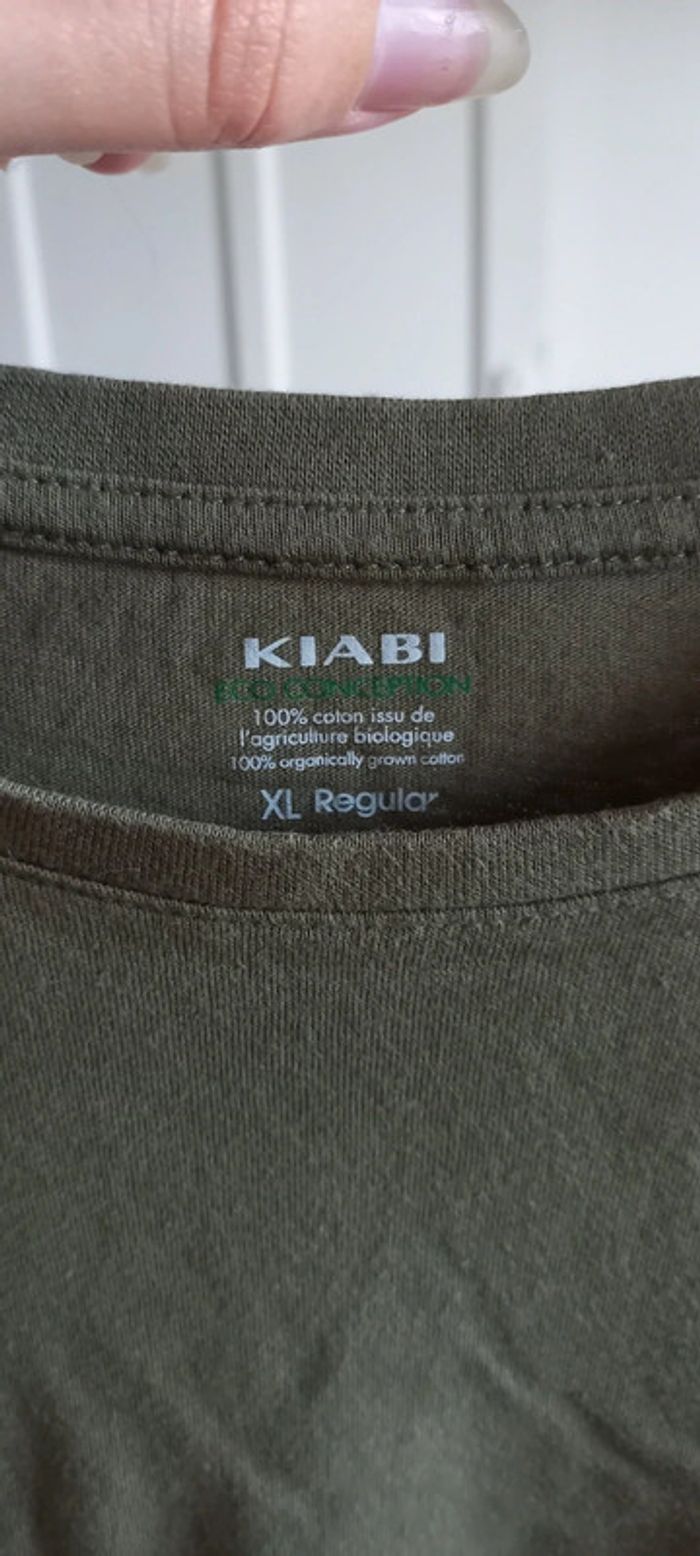 KIABI
ECO CONCEPTION
100% coton issu de
l'agriculture biologique
100% organically grown cotton
XL Regular